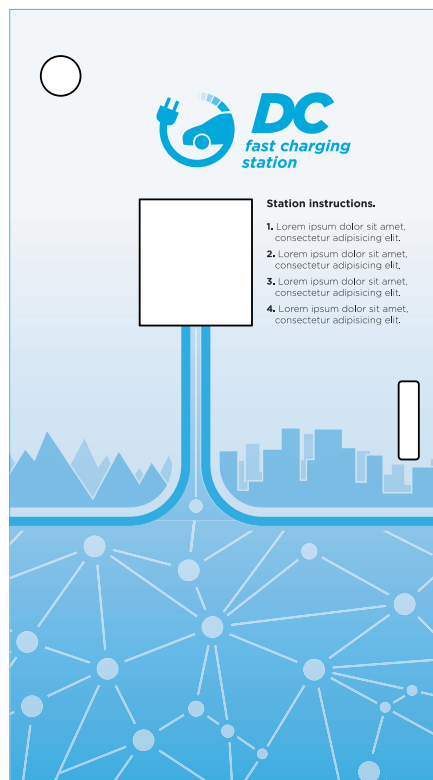 DC
fast charging
station
Station instructions.
1. Lorem ipsum dolor sit amet,
consectetur adipisicing elit.
2. Lorem ipsum dolor sit amet,
consectetur adipisicing elit.
3. Lorem ipsum dolor sit amet,
consectetur adipisicing elit.
4. Lorem ipsum dolor sit amet,
consectetur adipisicing elit.